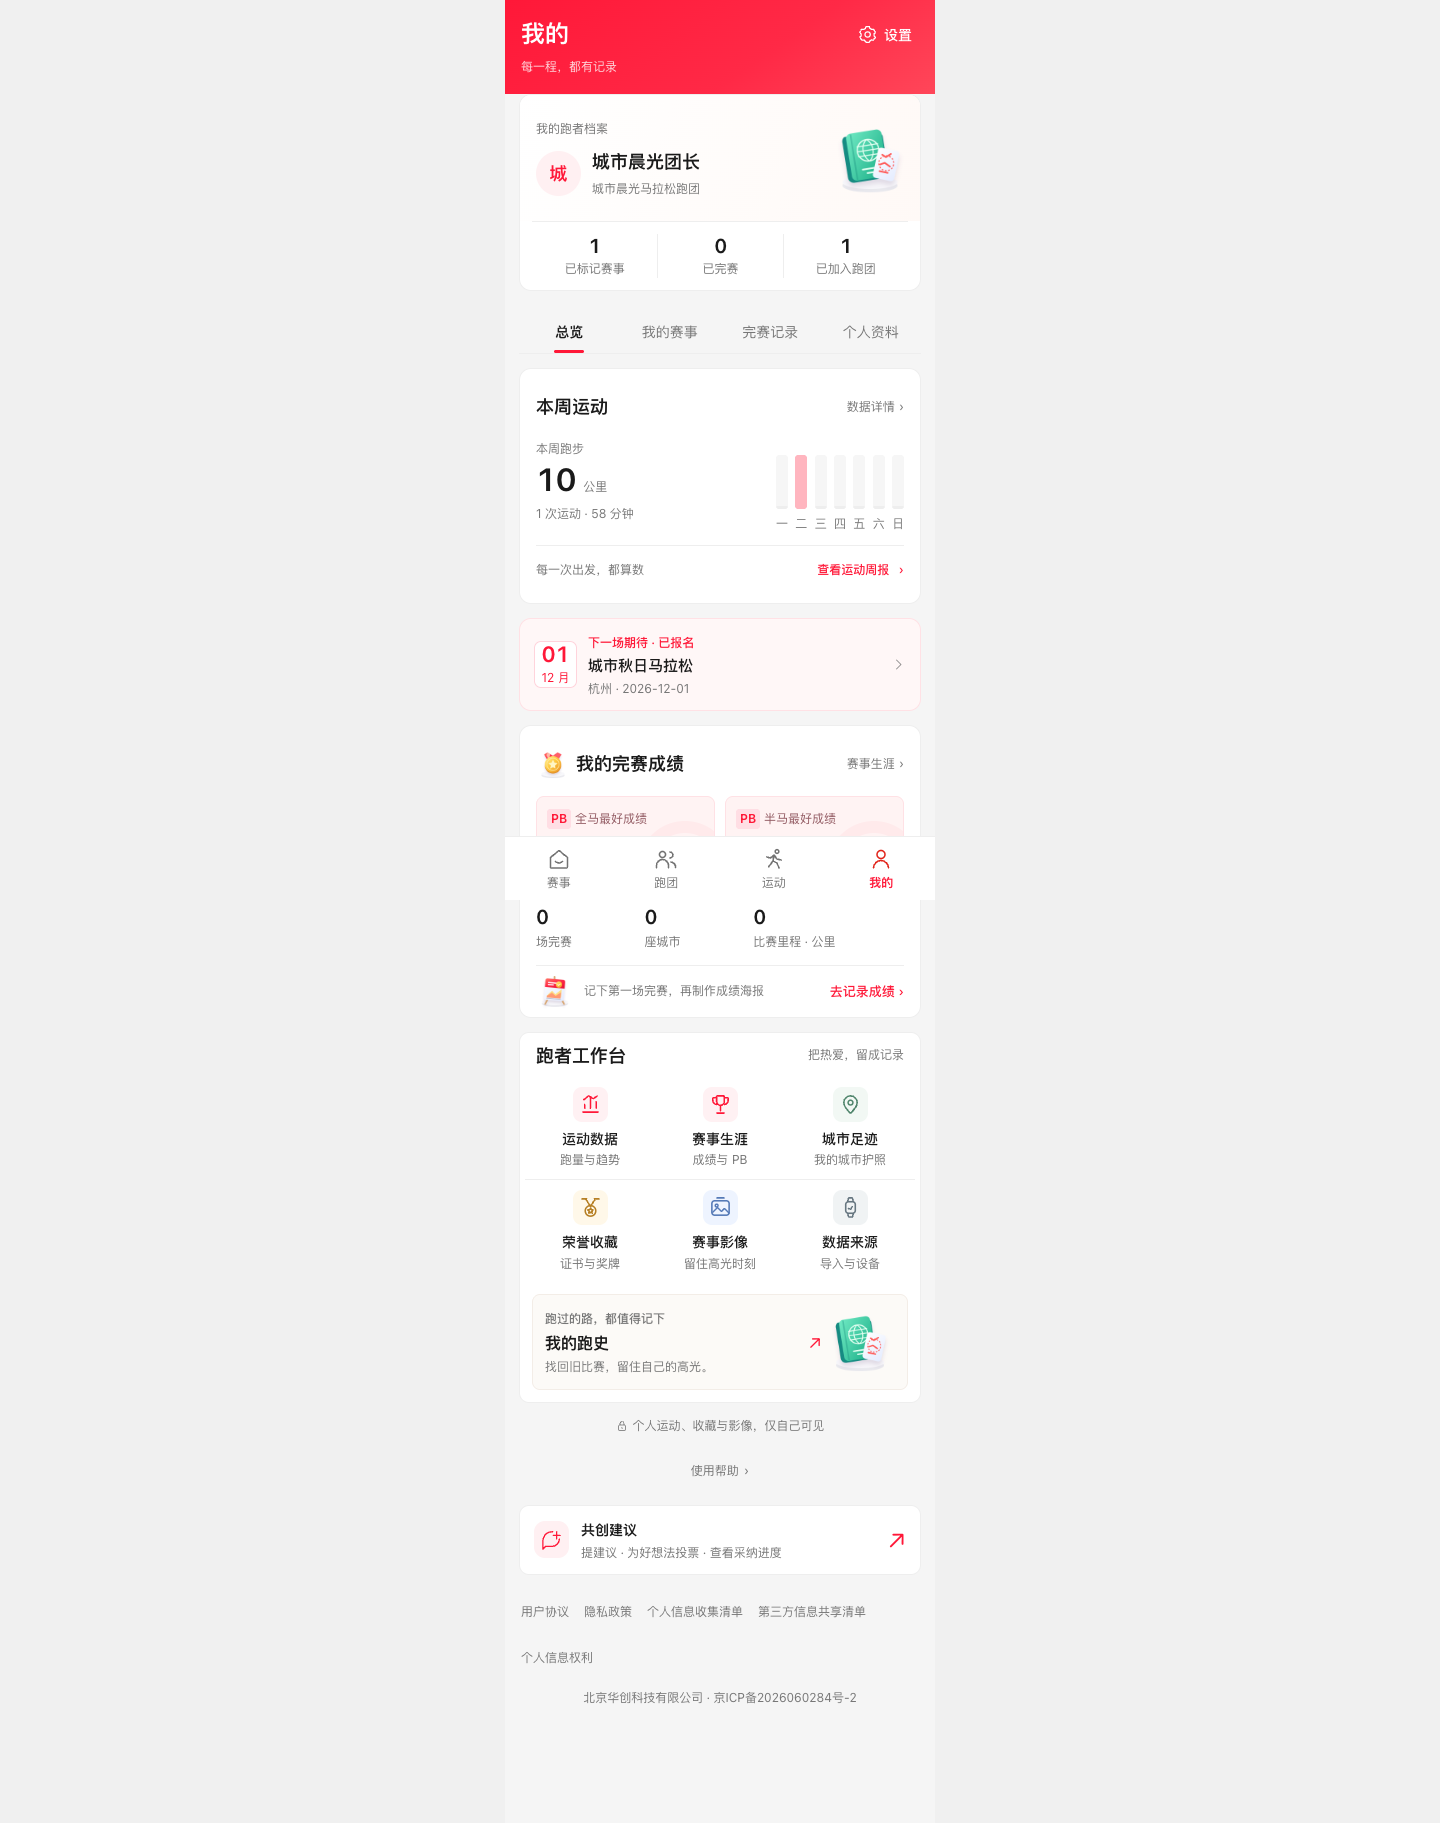 我的
设置
每一程，都有记录
我的跑者档案
城
城市晨光团长
城市晨光马拉松跑团
1
已标记赛事
0
已完赛
1
已加入跑团
总览
我的赛事
完赛记录
个人资料
本周运动
数据详情 ›
本周跑步
10 公里
1 次运动 · 58 分钟
一 二 三 四 五 六 日
每一次出发，都算数
查看运动周报 ›
01
12 月
下一场期待 · 已报名
城市秋日马拉松
杭州 · 2026-12-01
我的完赛成绩
赛事生涯 ›
PB 全马最好成绩
PB 半马最好成绩
赛事
跑团
运动
我的
0
场完赛
0
座城市
0
比赛里程 · 公里
记下第一场完赛，再制作成绩海报
去记录成绩 ›
跑者工作台
把热爱，留成记录
运动数据
跑量与趋势
赛事生涯
成绩与 PB
城市足迹
我的城市护照
荣誉收藏
证书与奖牌
赛事影像
留住高光时刻
数据来源
导入与设备
跑过的路，都值得记下
我的跑史
找回旧比赛，留住自己的高光。
个人运动、收藏与影像，仅自己可见
使用帮助 ›
共创建议
提建议 · 为好想法投票 · 查看采纳进度
用户协议 隐私政策 个人信息收集清单 第三方信息共享清单
个人信息权利
北京华创科技有限公司 · 京ICP备2026060284号-2